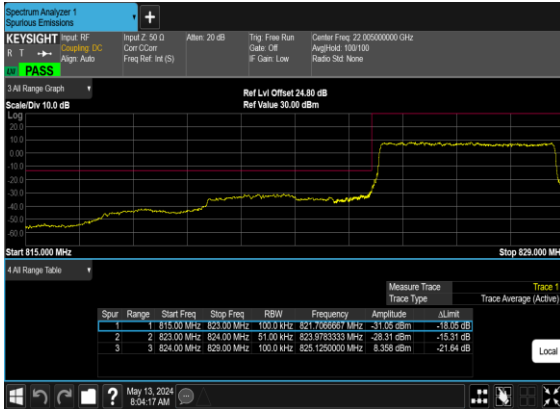 Spectrum Analyzer 1
Spurious Emissions
+
KEYSIGHT Input: RF Input Z: 50 Ω Atten: 20 dB Trig: Free Run Center Freq: 22.005000000 GHz
R T Coupling: DC Corr CCorr Gate: Off Avg|Hold: 100/100
Align: Auto Freq Ref: Int (S) IF Gain: Low Radio Std: None
PASS
3 All Range Graph
Ref Lvl Offset 24.80 dB
Scale/Div 10.0 dB Ref Value 30.00 dBm
Log
20.0
10.0
0.00
-10.0
-20.0
-30.0
-40.0
-50.0
-60.0
Start 815.000 MHz Stop 829.000 MH
4 All Range Table
Measure Trace Trace 1
Trace Type Trace Average (Active)
Spur Range Start Freq Stop Freq RBW Frequency Amplitude ΔLimit
1 1 815.00 MHz 823.00 MHz 100.0 kHz 821.7066667 MHz -31.05 dBm -18.05 dB
2 2 823.00 MHz 824.00 MHz 51.00 kHz 823.9783333 MHz -28.31 dBm -15.31 dB
3 3 824.00 MHz 829.00 MHz 100.0 kHz 825.1250000 MHz 8.358 dBm -21.64 dB
Local
?
May 13, 2024
8:04:17 AM